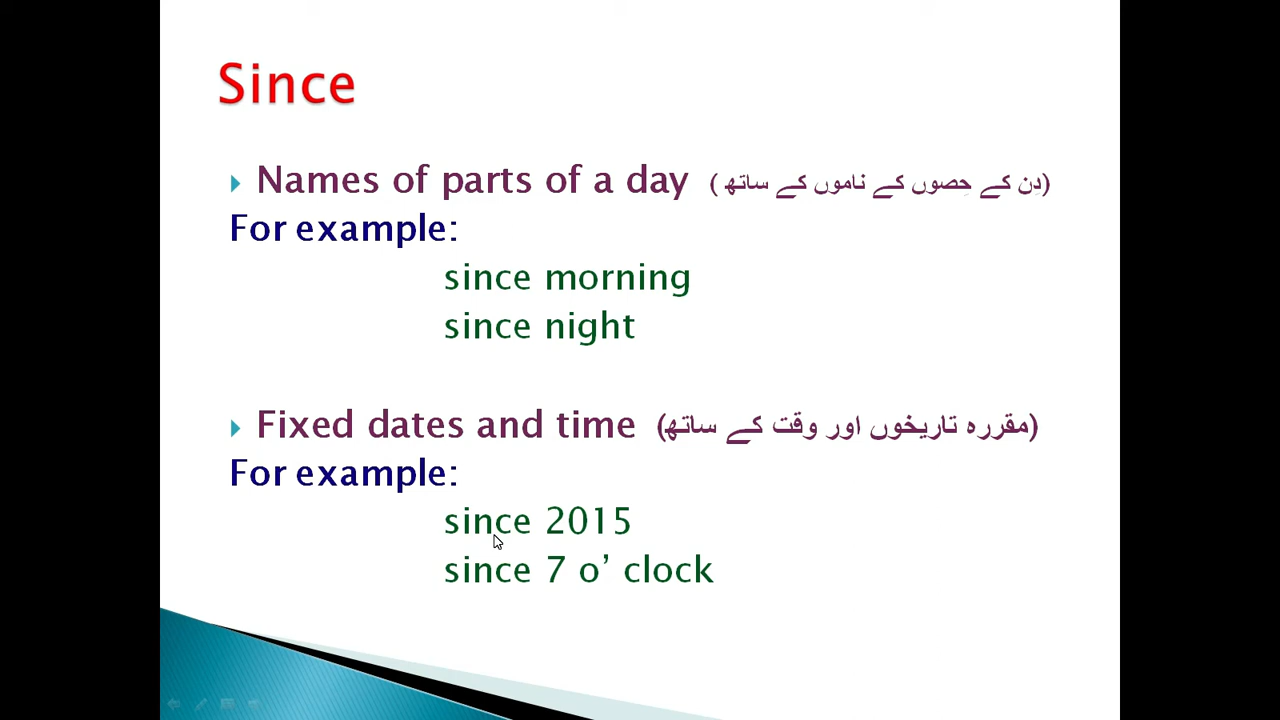 Since
Names of parts of a day (دن کے حِصوں کے ناموں کے ساتھ)
For example:
since morning
since night
Fixed dates and time (مقررہ تاریخوں اور وقت کے ساتھ)
For example:
since 2015
since 7 o’ clock